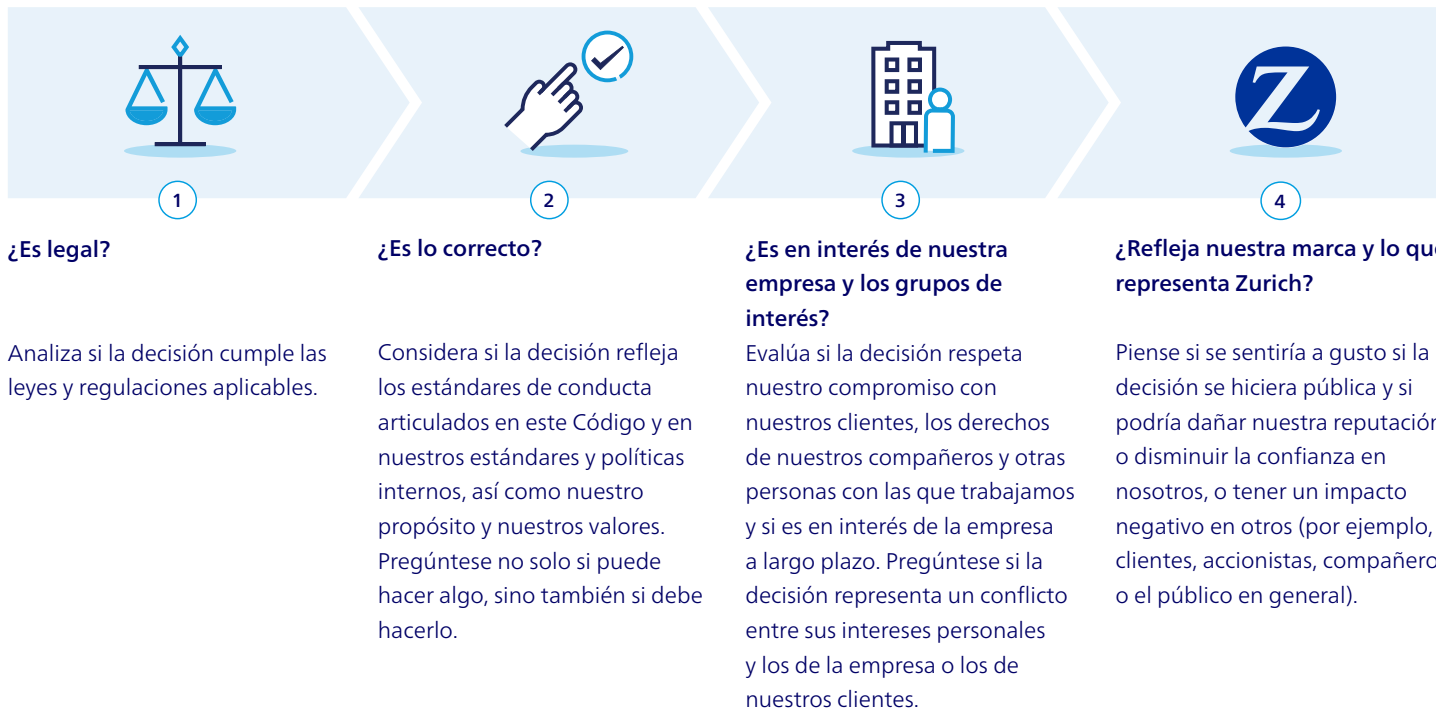 Z
1
2
3
4
¿Es legal?
Analiza si la decisión cumple las
leyes y regulaciones aplicables.
¿Es lo correcto?
Considera si la decisión refleja
los estándares de conducta
articulados en este Código y en
nuestros estándares y políticas
internos, así como nuestro
propósito y nuestros valores.
Pregúntese no solo si puede
hacer algo, sino también si debe
hacerlo.
¿Es en interés de nuestra
empresa y los grupos de
interés?
Evalúa si la decisión respeta
nuestro compromiso con
nuestros clientes, los derechos
de nuestros compañeros y otras
personas con las que trabajamos
y si es en interés de la empresa
a largo plazo. Pregúntese si la
decisión representa un conflicto
entre sus intereses personales
y los de la empresa o los de
nuestros clientes.
¿Refleja nuestra marca y lo que
representa Zurich?
Piense si se sentiría a gusto si la
decisión se hiciera pública y si
podría dañar nuestra reputación
o disminuir la confianza en
nosotros, o tener un impacto
negativo en otros (por ejemplo,
clientes, accionistas, compañero
o el público en general).